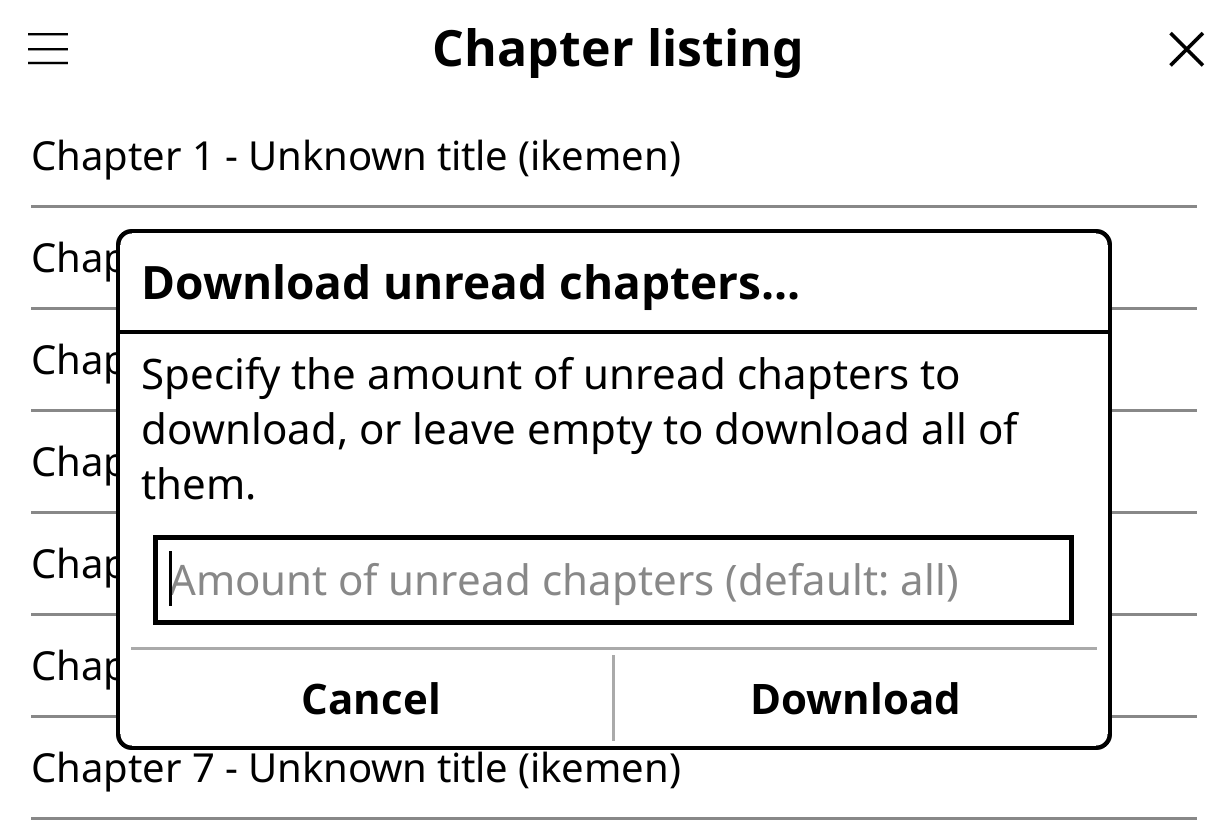 Chapter listing
Chapter 1 - Unknown title (ikemen)
Chap
Download unread chapters...
Chap
Specify the amount of unread chapters to
download, or leave empty to download all of
Chap
them.
Chap
Amount of unread chapters (default: all)
Chap
Cancel Download
Chapter 7 - Unknown title (ikemen)